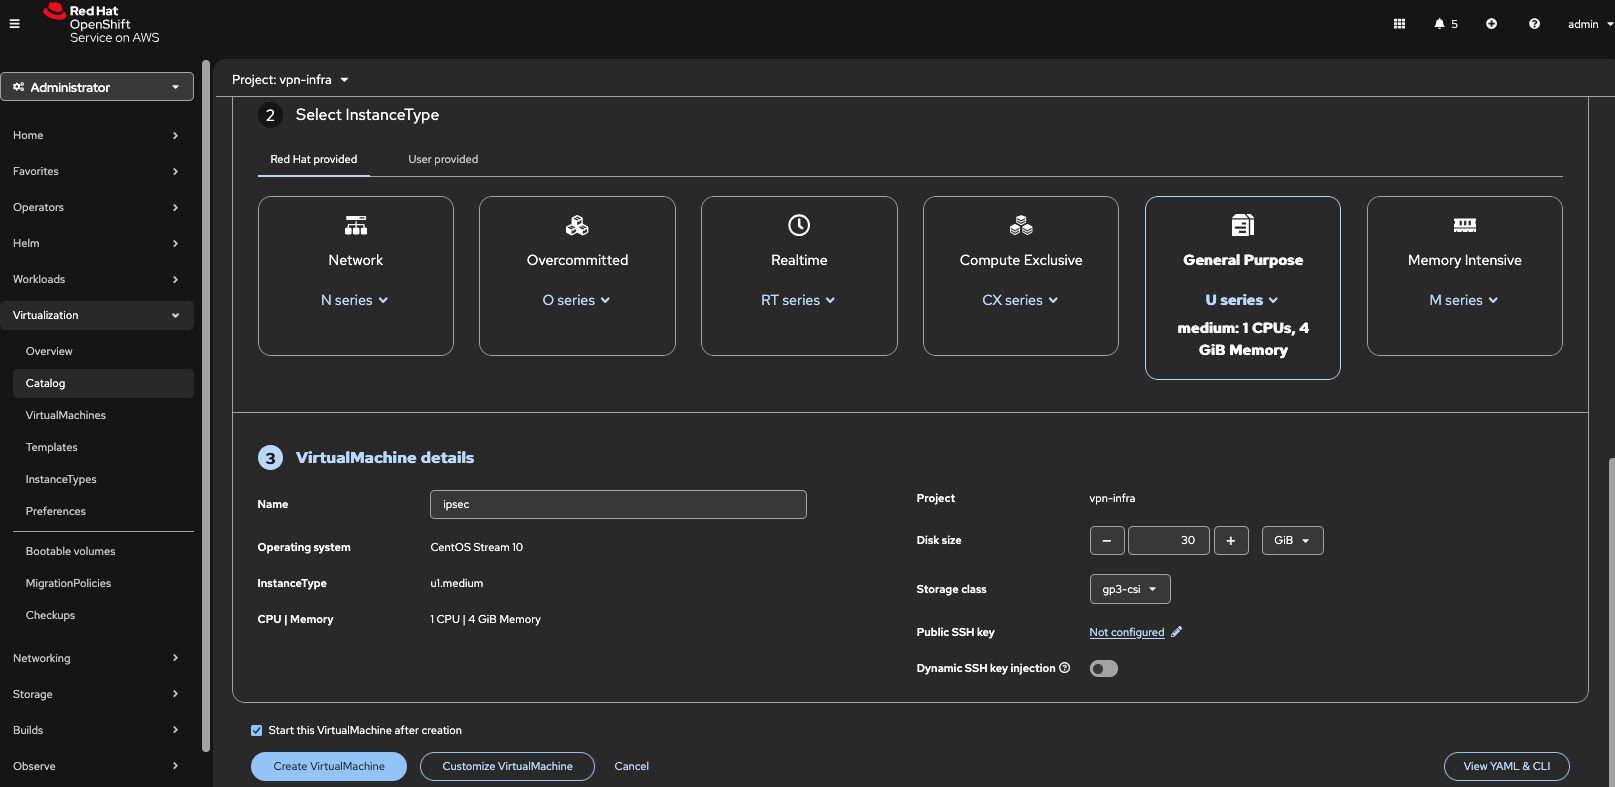 Red Hat
OpenShift
Service on AWS
5
admin
Administrator
Home
Favorites
Operators
Helm
Workloads
Virtualization
Overview
Catalog
VirtualMachines
Templates
InstanceTypes
Preferences
Bootable volumes
MigrationPolicies
Checkups
Networking
Storage
Builds
Observe
Project: vpn-infra
2 Select InstanceType
Red Hat provided User provided
Network
N series
Overcommitted
O series
Realtime
RT series
Compute Exclusive
CX series
General Purpose
U series
medium: 1 CPUs, 4
GiB Memory
Memory Intensive
M series
3 VirtualMachine details
Name ipsec
Operating system CentOS Stream 10
InstanceType u1.medium
CPU | Memory 1 CPU | 4 GiB Memory
Project vpn-infra
Disk size − 30 + GiB
Storage class gp3-csi
Public SSH key Not configured
Dynamic SSH key injection
Start this VirtualMachine after creation
Create VirtualMachine Customize VirtualMachine Cancel View YAML & CLI